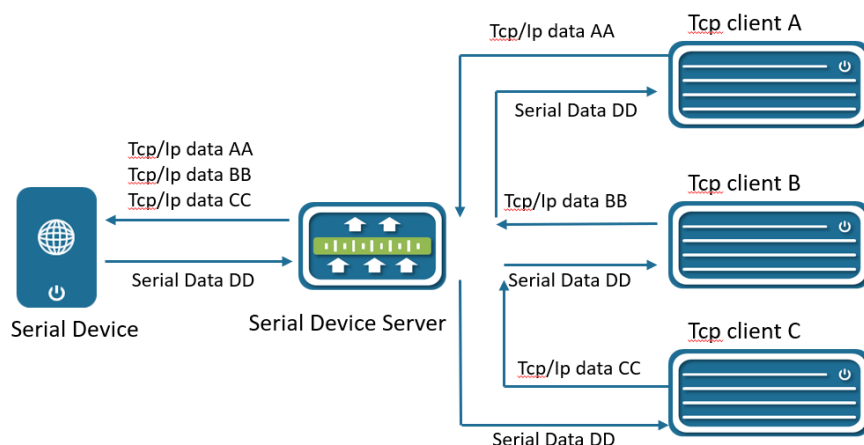 Tcp/Ip data AA
Tcp client A
Serial Data DD
Tcp/Ip data AA
Tcp/Ip data BB
Tcp/Ip data CC
Tcp client B
Tcp/Ip data BB
Serial Data DD
Serial Data DD
Serial Device
Serial Device Server
Tcp client C
Tcp/Ip data CC
Serial Data DD